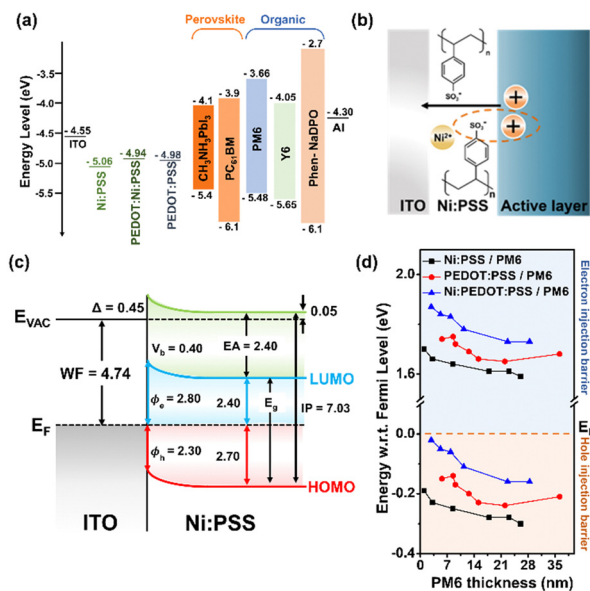 (a)
Perovskite Organic
Energy Level (eV)
-3.5
-4.0
-4.5
-5.0
-5.5
- 4.55
ITO
- 5.06
Ni:PSS
- 4.94
PEDOT:Ni:PSS
- 4.98
PEDOT:PSS
- 4.1
CH3NH3PbI3
- 5.4
- 3.9
PC61BM
- 6.1
- 3.66
PM6
- 5.48
- 4.05
Y6
- 5.65
- 2.7
Phen- NaDPO
- 6.1
- 4.30
Al
(b)
n
SO3-
+
+
Ni2+
SO3-
n
ITO Ni:PSS Active layer
(c)
EVAC
Δ = 0.45
0.05
Vb = 0.40
EA = 2.40
WF = 4.74
LUMO
ϕe = 2.80
2.40
Eg
IP = 7.03
EF
ϕh = 2.30
2.70
HOMO
ITO Ni:PSS
(d)
Ni:PSS / PM6
PEDOT:PSS / PM6
Ni:PEDOT:PSS / PM6
Energy w.r.t. Fermi Level (eV)
2.0
1.8
1.6
0.0
-0.2
-0.4
Electron injection barrier
Hole injection barrier
0 7 14 21 28 35
PM6 thickness (nm)